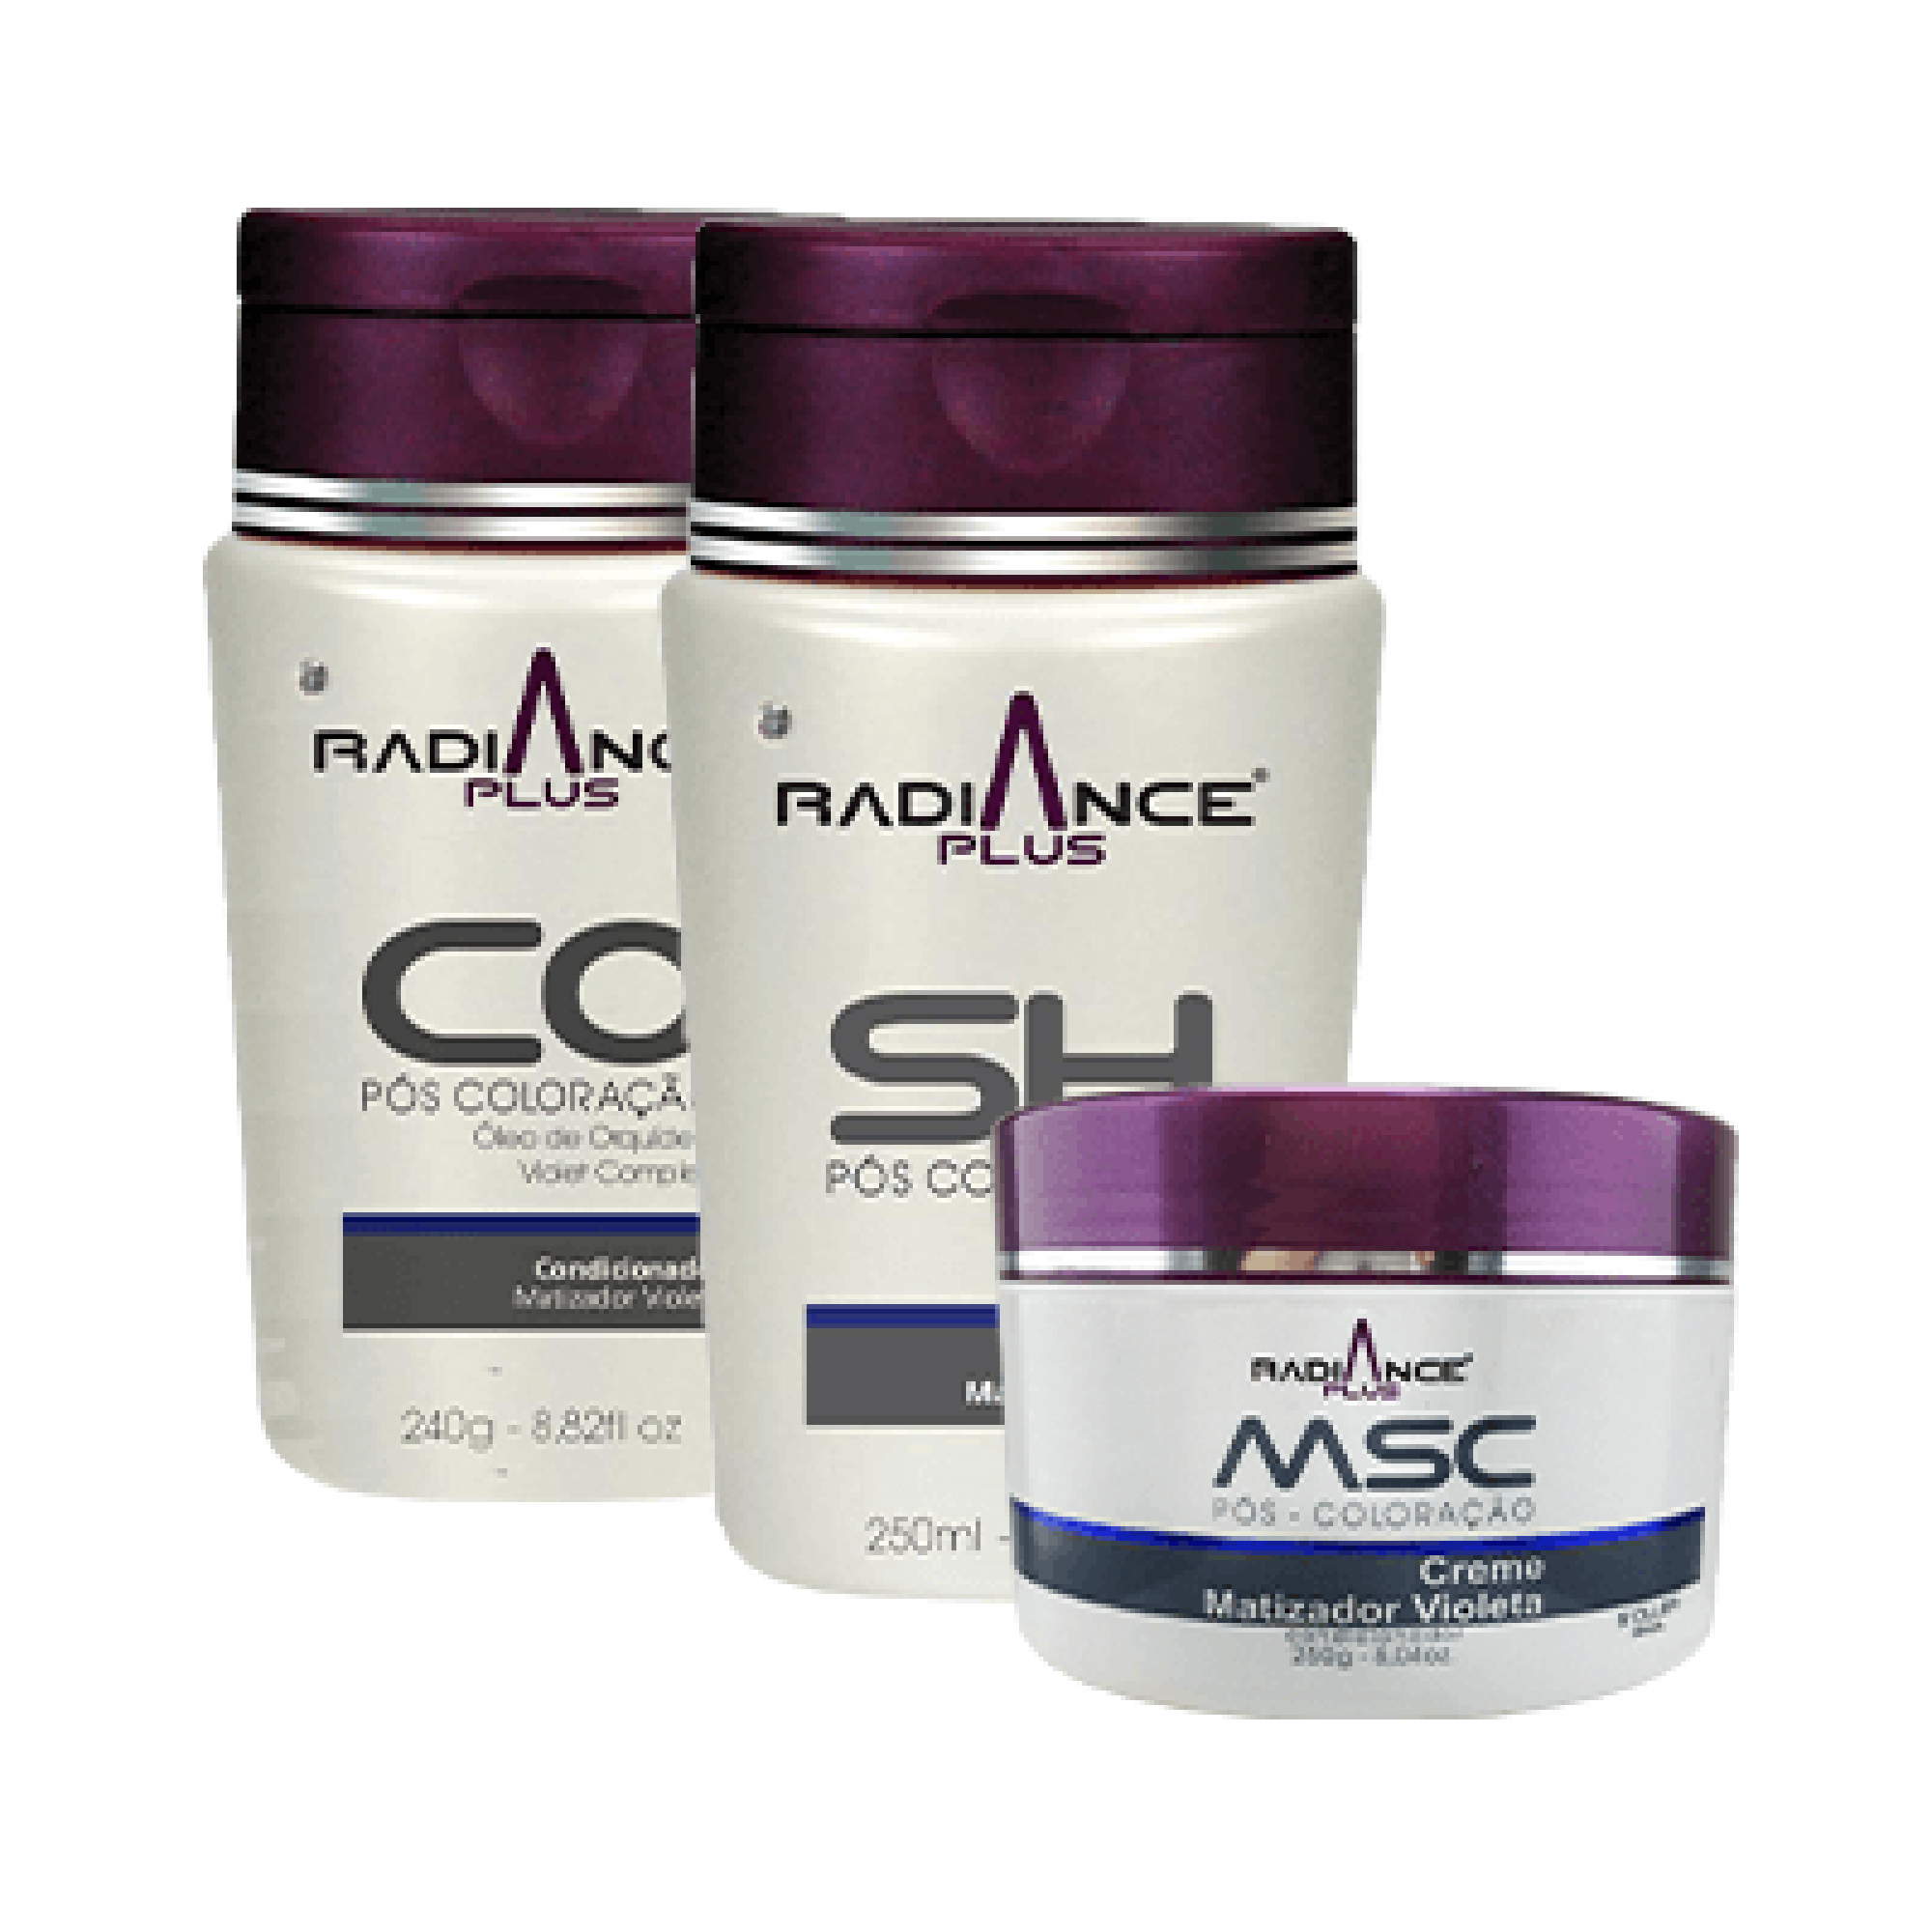 RADIANC
PLUS
CO
PÓS COLORAÇÃ
Óleo de Orquíde
Violet Comple
Condicionad
Matizador Viole
240g - 8,82fl oz
RADIANCE®
PLUS
SH
PÓS CO
250ml -
RADIANCE®
PLUS
MSC
PÓS - COLORAÇÃO
Creme
Matizador Violeta